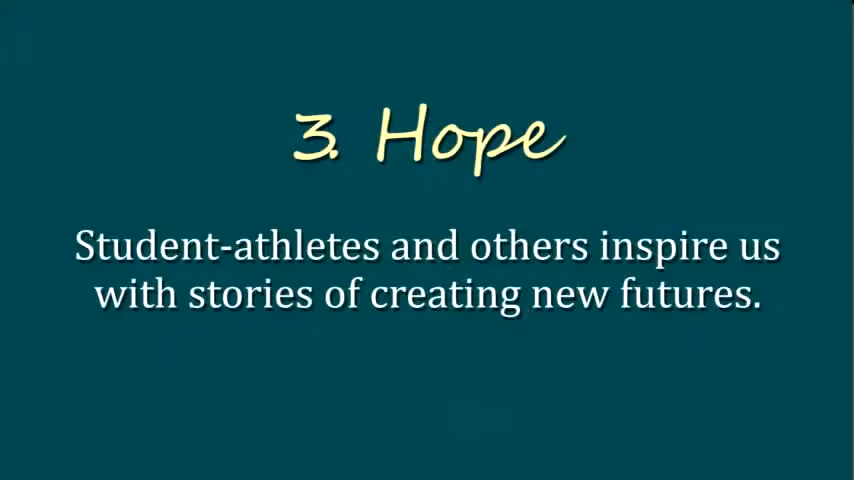 3. Hope
Student-athletes and others inspire us
with stories of creating new futures.